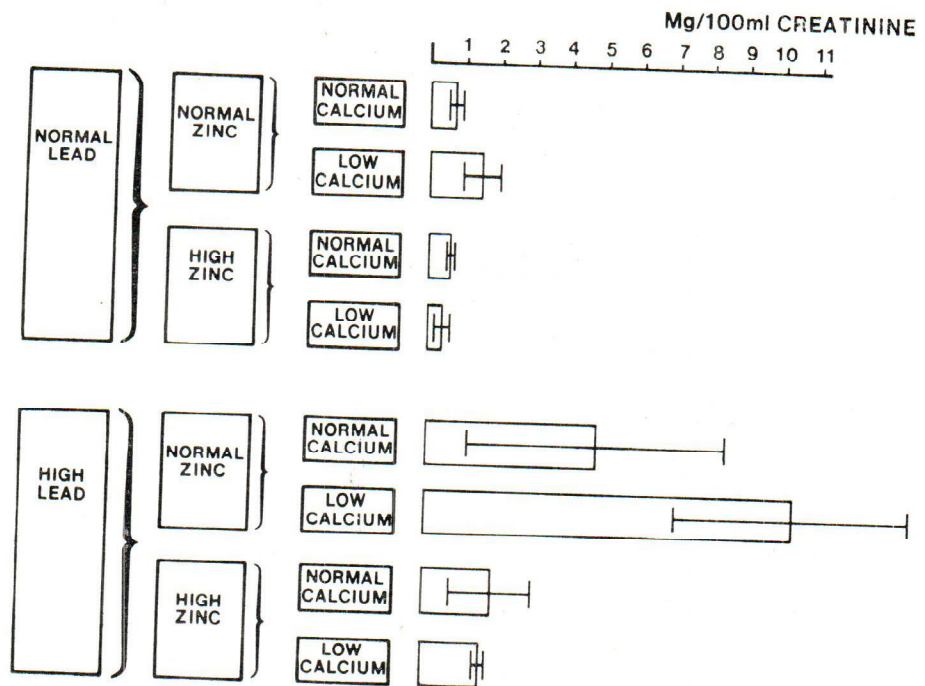 Mg/100ml CREATININE
1 2 3 4 5 6 7 8 9 10 11
NORMAL
LEAD
NORMAL
ZINC
NORMAL
CALCIUM
LOW
CALCIUM
HIGH
ZINC
NORMAL
CALCIUM
LOW
CALCIUM
HIGH
LEAD
NORMAL
ZINC
NORMAL
CALCIUM
LOW
CALCIUM
HIGH
ZINC
NORMAL
CALCIUM
LOW
CALCIUM